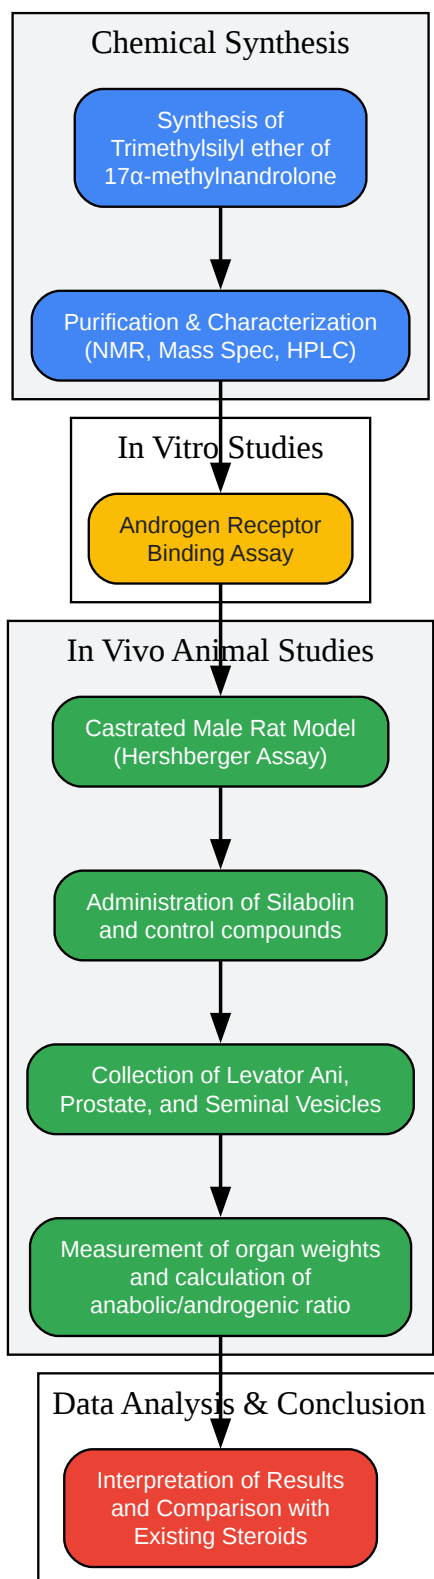 Chemical Synthesis
Synthesis of
Trimethylsilyl ether of
17α-methylnandrolone
Purification & Characterization
(NMR, Mass Spec, HPLC)
In Vitro Studies
Androgen Receptor
Binding Assay
In Vivo Animal Studies
Castrated Male Rat Model
(Hershberger Assay)
Administration of Silabolin
and control compounds
Collection of Levator Ani,
Prostate, and Seminal Vesicles
Measurement of organ weights
and calculation of
anabolic/androgenic ratio
Data Analysis & Conclusion
Interpretation of Results
and Comparison with
Existing Steroids